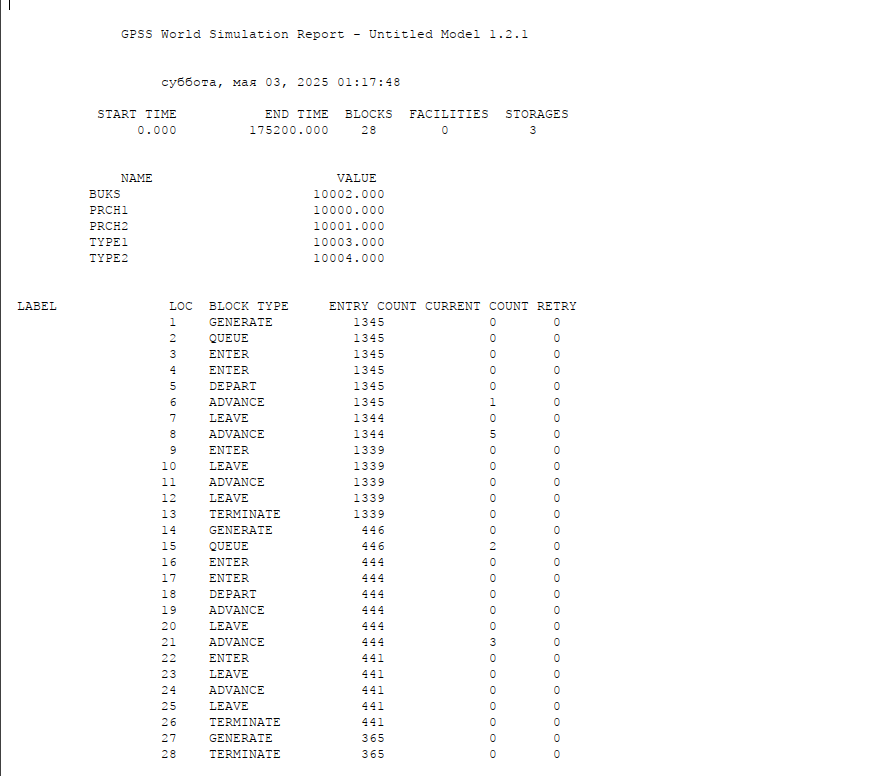 GPSS World Simulation Report - Untitled Model 1.2.1
суббота, мая 03, 2025 01:17:48
START TIME END TIME BLOCKS FACILITIES STORAGES
0.000 175200.000 28 0 3
NAME VALUE
BUKS 10002.000
PRCH1 10000.000
PRCH2 10001.000
TYPE1 10003.000
TYPE2 10004.000
LABEL LOC BLOCK TYPE ENTRY COUNT CURRENT COUNT RETRY
1 GENERATE 1345 0 0
2 QUEUE 1345 0 0
3 ENTER 1345 0 0
4 ENTER 1345 0 0
5 DEPART 1345 0 0
6 ADVANCE 1345 1 0
7 LEAVE 1344 0 0
8 ADVANCE 1344 5 0
9 ENTER 1339 0 0
10 LEAVE 1339 0 0
11 ADVANCE 1339 0 0
12 LEAVE 1339 0 0
13 TERMINATE 1339 0 0
14 GENERATE 446 0 0
15 QUEUE 446 2 0
16 ENTER 444 0 0
17 ENTER 444 0 0
18 DEPART 444 0 0
19 ADVANCE 444 0 0
20 LEAVE 444 0 0
21 ADVANCE 444 3 0
22 ENTER 441 0 0
23 LEAVE 441 0 0
24 ADVANCE 441 0 0
25 LEAVE 441 0 0
26 TERMINATE 441 0 0
27 GENERATE 365 0 0
28 TERMINATE 365 0 0